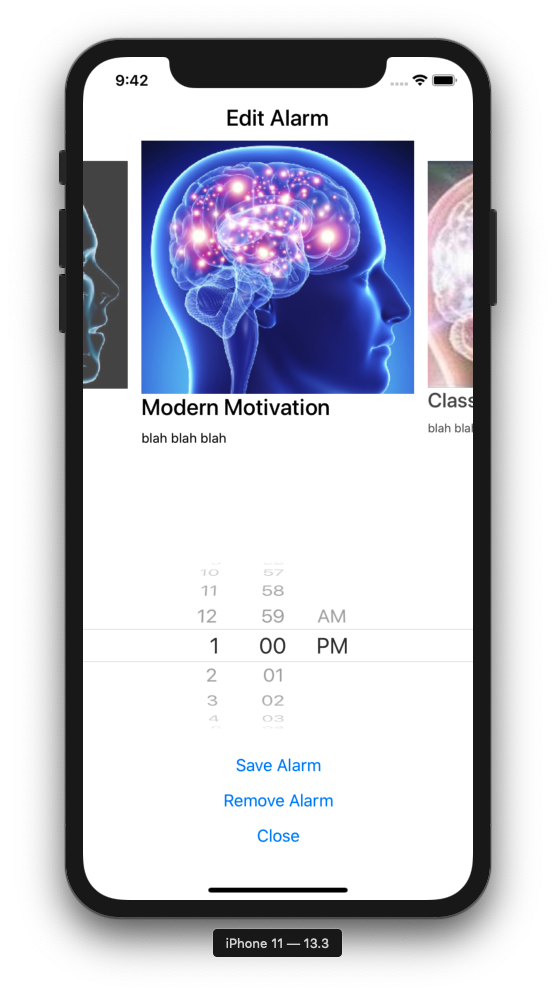 9:42
Edit Alarm
Modern Motivation
blah blah blah
Class
blah bla
10 57
11 58
12 59 AM
1 00 PM
2 01
3 02
4 03
Save Alarm
Remove Alarm
Close
iPhone 11 — 13.3